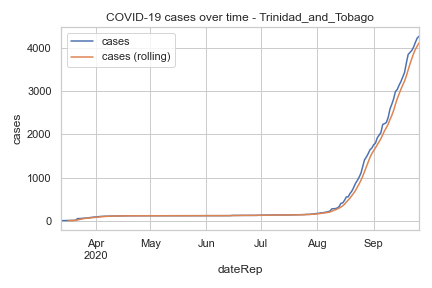 COVID-19 cases over time - Trinidad_and_Tobago
cases
cases (rolling)
cases
4000
3000
2000
1000
0
Apr May Jun Jul Aug Sep
2020
dateRep